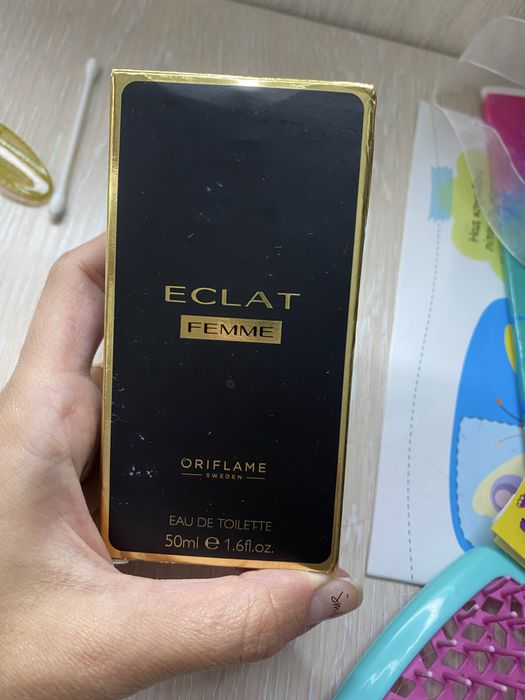 ECLAT
FEMME
ORIFLAME
SWEDEN
EAU DE TOILETTE
50ml ℮ 1.6fl.oz.